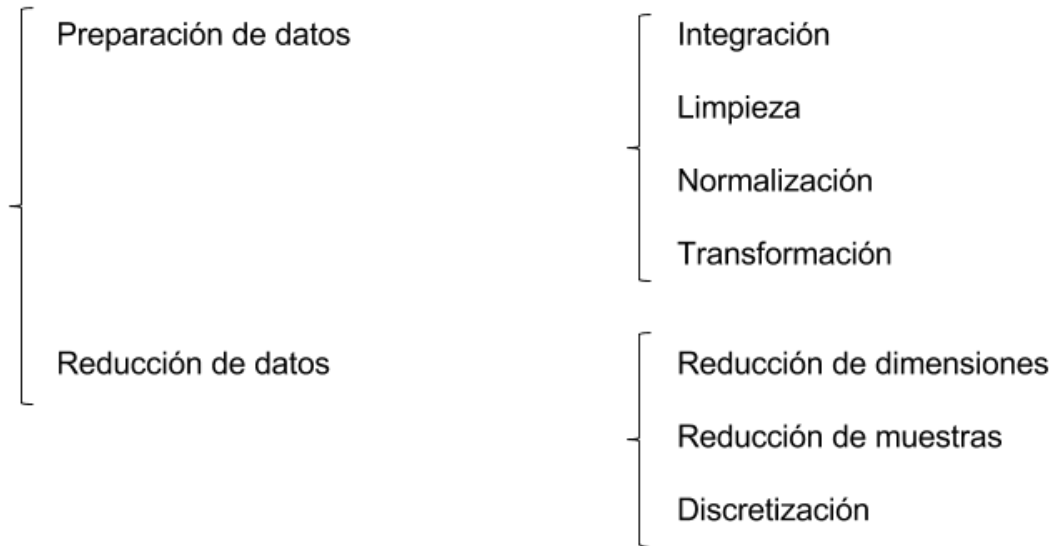 Preparación de datos
Integración
Limpieza
Normalización
Transformación
Reducción de datos
Reducción de dimensiones
Reducción de muestras
Discretización